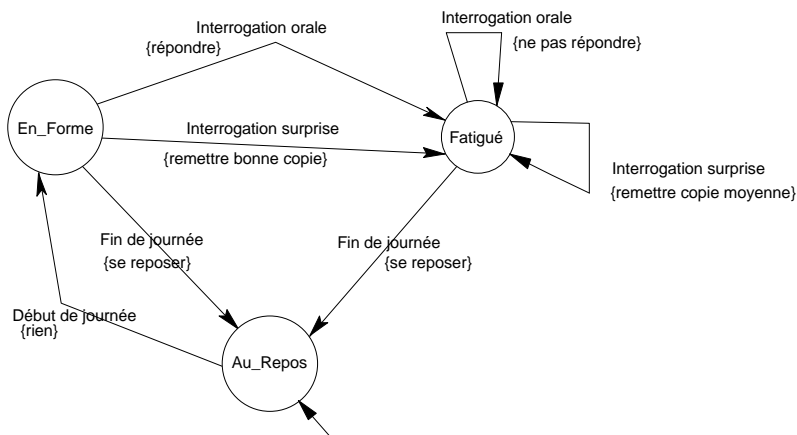 Interrogation orale
{répondre}
Interrogation orale
{ne pas répondre}
En_Forme
Interrogation surprise
{remettre bonne copie}
Fatigué
Interrogation surprise
{remettre copie moyenne}
Fin de journée
{se reposer}
Fin de journée
{se reposer}
Début de journée
{rien}
Au_Repos